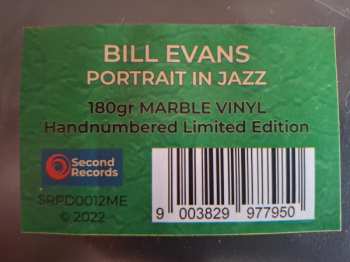 BILL EVANS
PORTRAIT IN JAZZ
180gr MARBLE VINYL
Handnumbered Limited Edition
Second
Records
SRPD0012ME
© 2022
9 003829 977950